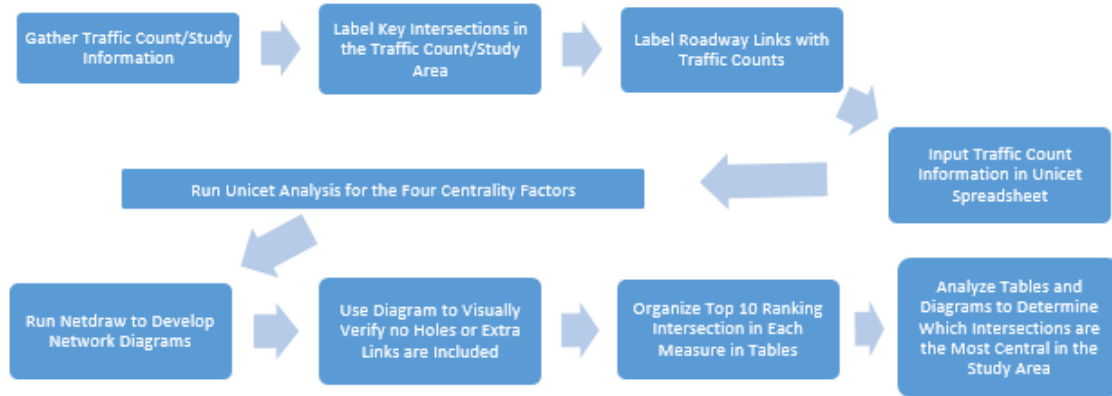 Gather Traffic Count/Study
Information
Label Key Intersections in
the Traffic Count/Study
Area
Label Roadway Links with
Traffic Counts
Input Traffic Count
Information in Unicet
Spreadsheet
Run Unicet Analysis for the Four Centrality Factors
Run Netdraw to Develop
Network Diagrams
Use Diagram to Visually
Verify no Holes or Extra
Links are Included
Organize Top 10 Ranking
Intersection in Each
Measure in Tables
Analyze Tables and
Diagrams to Determine
Which Intersections are
the Most Central in the
Study Area